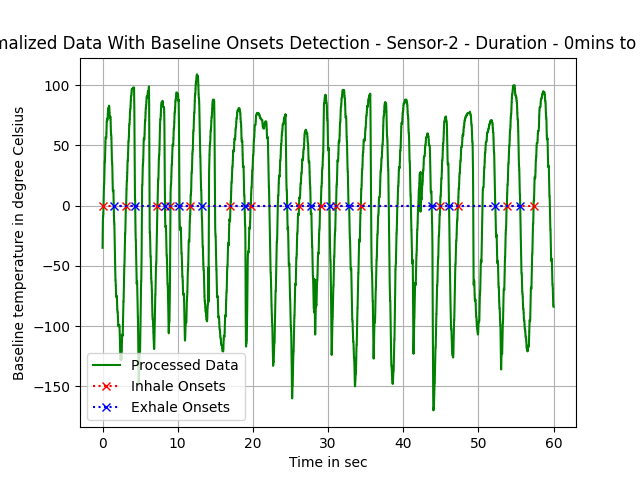 malized Data With Baseline Onsets Detection - Sensor-2 - Duration - 0mins to
Baseline temperature in degree Celsius
100
50
0
−50
−100
−150
Processed Data
Inhale Onsets
Exhale Onsets
0 10 20 30 40 50 60
Time in sec